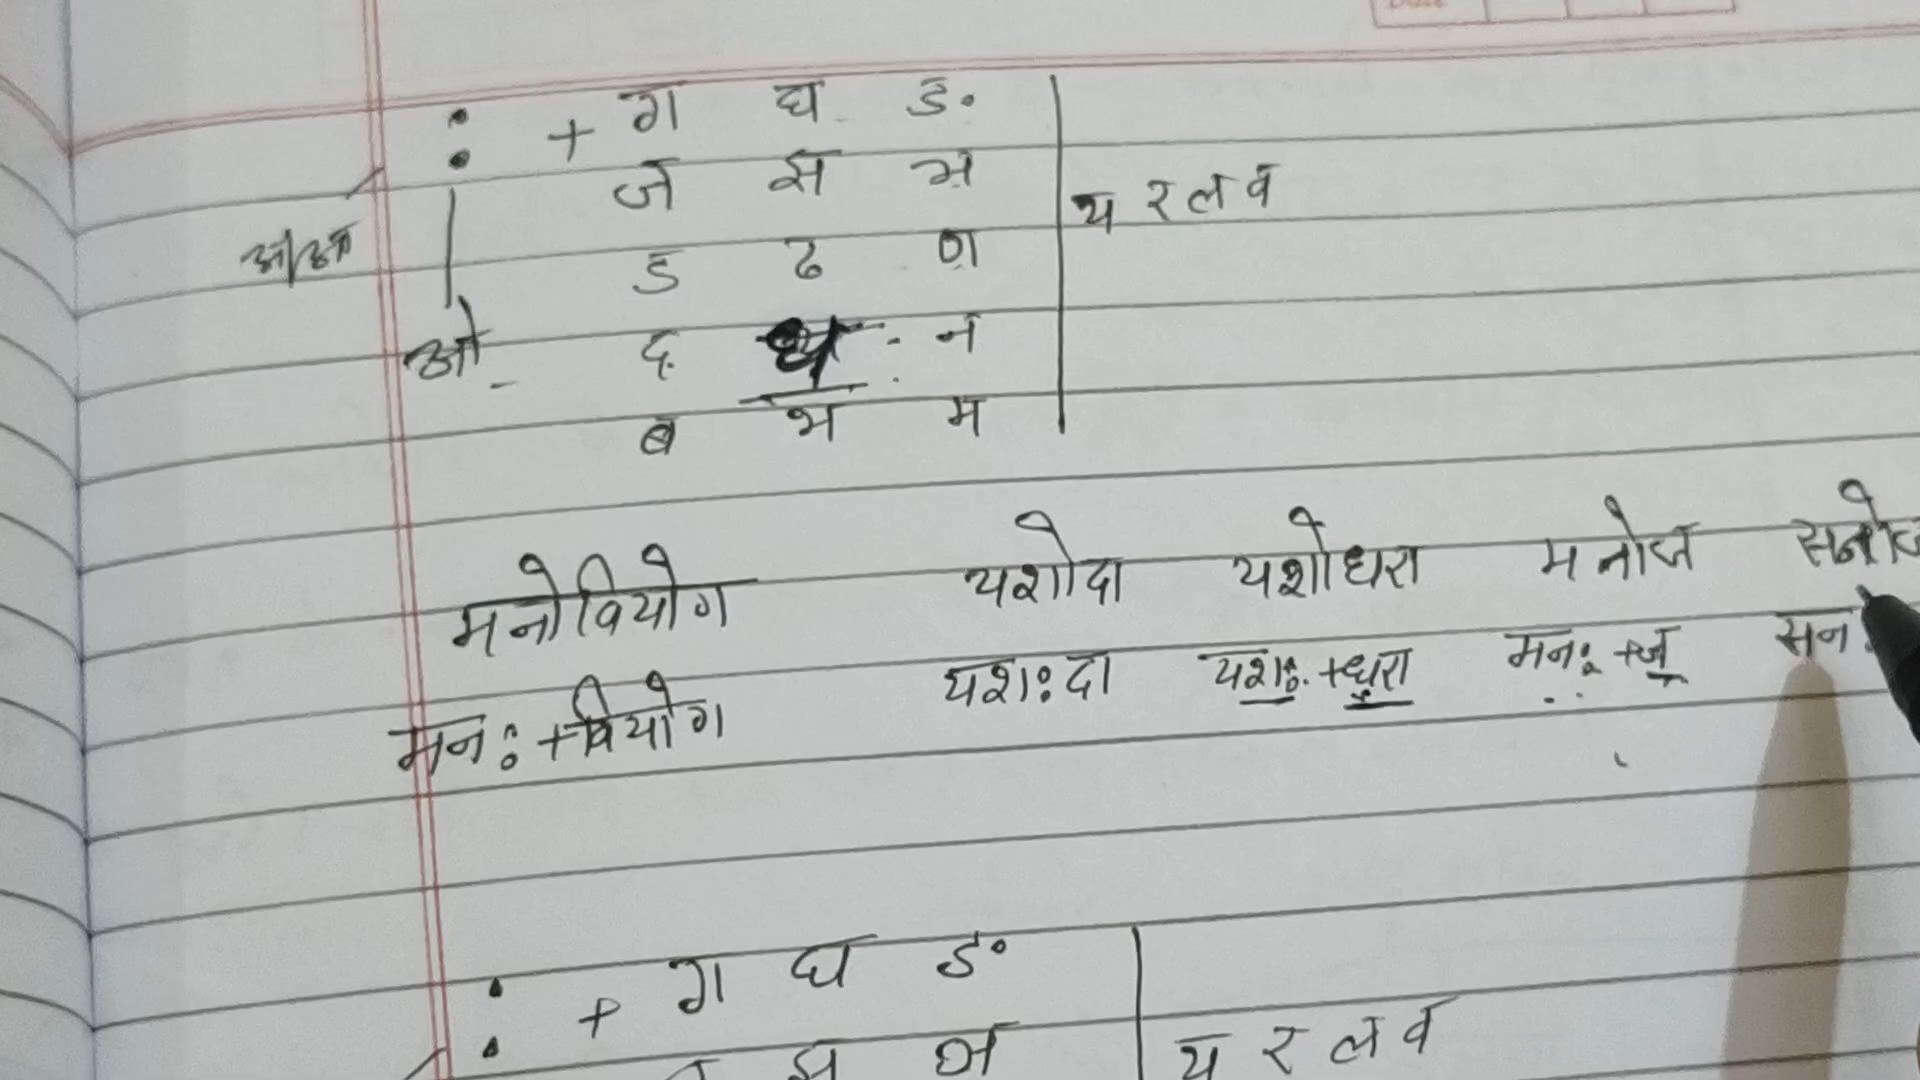 : + ग घ ङ
ज झ ञ
य र ल व
अ/आ
ड ढ ण
ओ द ध न
ब भ म
मनोवियोग यशोदा यशोधरा मनोज
मन: +वियोग यश:दा यश: +धरा मन: +ज सन:
: + ग घ ङ
झ ञ य र ल व